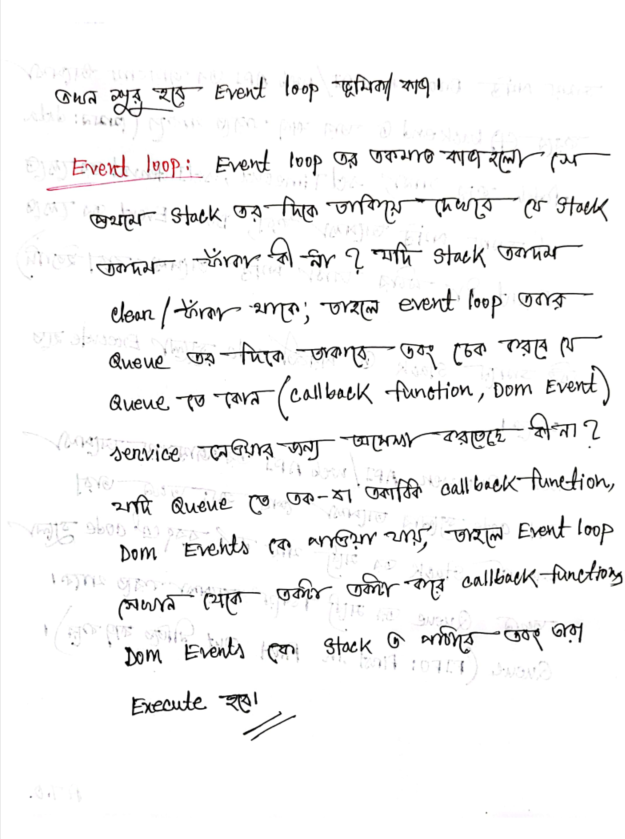 তখন শুরু হবে Event loop ভূমিকা/কাজ।
Event loop: Event loop এর একমাত্র কাজ হলো সে
প্রথমে Stack এর দিকে তাকিয়ে দেখবে যে Stack
একদম ফাঁকা কী না? যদি Stack একদম
clean/ফাঁকা থাকে; তাহলে event loop এবার
Queue এর দিকে তাকাবে এবং চেক করবে যে
Queue তে কোন (callback function, Dom Event)
service নেওয়ার জন্য অপেক্ষা করতেছে কী না?
যদি Queue তে এক-বা একাধিক callback function,
Dom Events কে পাওয়া যায়, তাহলে Event loop
সেখান থেকে একটা একটা করে callback-functions
Dom Events কে Stack এ পাঠাবে এবং তারা
Execute হবে।